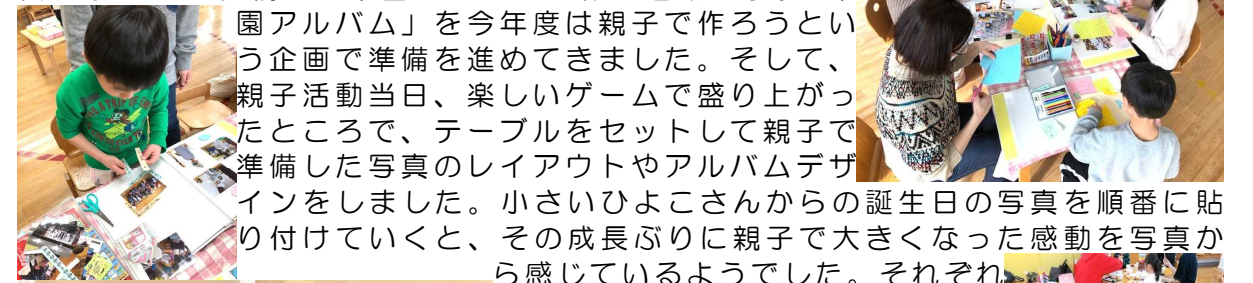 園アルバム」を今年度は親子で作ろうとい
う企画で準備を進めてきました。そして、
親子活動当日、楽しいゲームで盛り上がっ
たところで、テーブルをセットして親子で
準備した写真のレイアウトやアルバムデザ
インをしました。小さいひよこさんからの誕生日の写真を順番に貼
り付けていくと、その成長ぶりに親子で大きくなった感動を写真か
ら感じているようでした。それぞれ